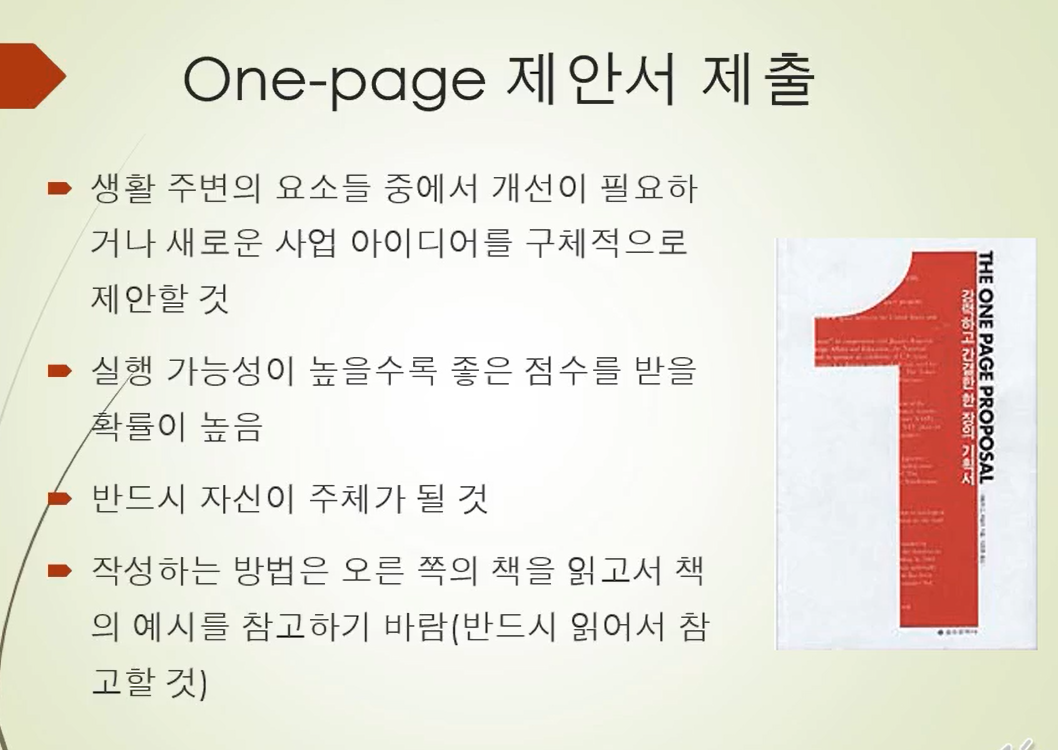 One-page 제안서 제출
생활 주변의 요소들 중에서 개선이 필요하
거나 새로운 사업 아이디어를 구체적으로
제안할 것
실행 가능성이 높을수록 좋은 점수를 받을
확률이 높음
반드시 자신이 주체가 될 것
작성하는 방법은 오른 쪽의 책을 읽고서 책
의 예시를 참고하기 바람(반드시 읽어서 참
고할 것)
THE ONE PAGE PROPOSAL
강력하고 간결한 한 장의 기획서